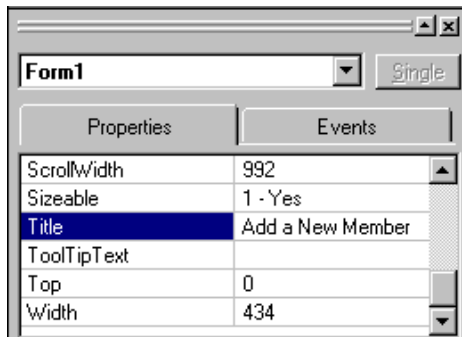 Form1 Single
Properties Events
ScrollWidth 992
Sizeable 1 - Yes
Title Add a New Member
ToolTipText
Top 0
Width 434